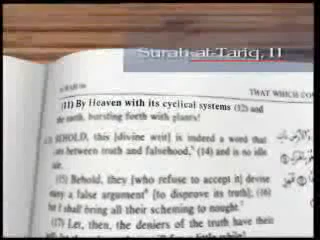 Surah at-Tariq, 11
THAT WHICH CO
(11) By Heaven with its cyclical systems (12) and
the earth, bursting forth with plants!
BEHOLD, this [divine writ] is indeed a word that
between truth and falsehood, (14) and is no idle
(15) Behold, they [who refuse to accept it] devise
many a false argument [to disprove its truth]; (16)
but I shall bring all their scheming to nought.
(17) Let, then, the deniers of the truth have their